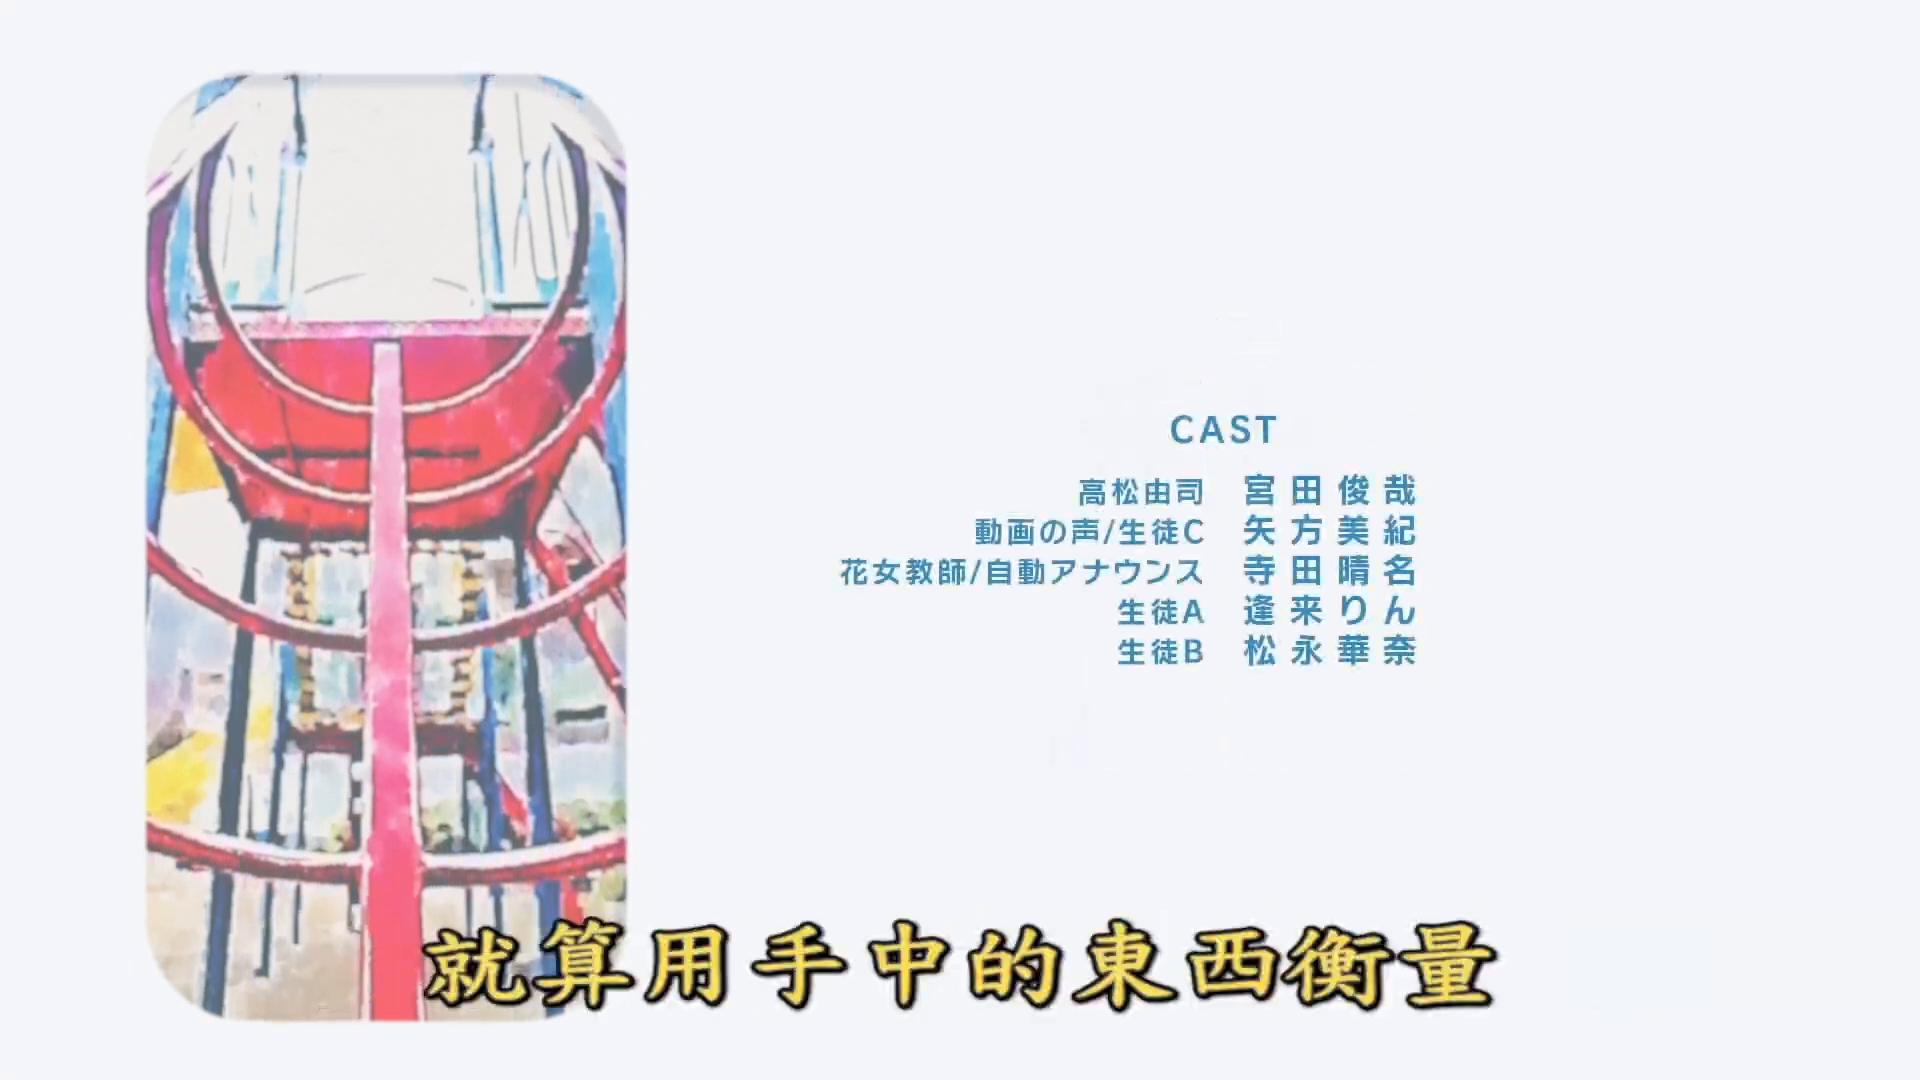 CAST
高松由司 宮田俊哉
動画の声/生徒C 矢方美紀
花女教師/自動アナウンス 寺田晴名
生徒A 逢来りん
生徒B 松永華奈
就算用手中的東西衡量